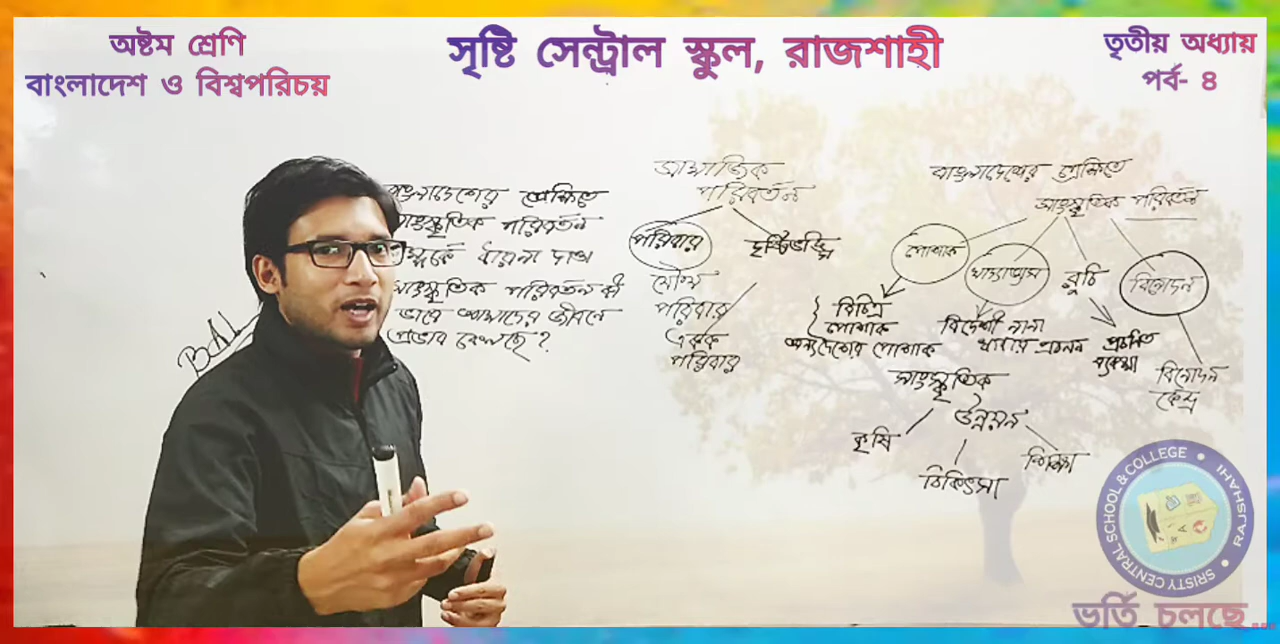 অষ্টম শ্রেণি
বাংলাদেশ ও বিশ্বপরিচয়
সৃষ্টি সেন্ট্রাল স্কুল, রাজশাহী
তৃতীয় অধ্যায়
পর্ব- ৪
প্রেক্ষিতে
সাংস্কৃতিক পরিবর্তন
ধারনা দাও
সাংস্কৃতিক পরিবর্তন কী
ভাবে আমাদের জীবনে
প্রভাব ফেলছে ?
সামাজিক
পরিবর্তন
পরিবার
দৃষ্টিভঙ্গি
যৌথ
পরিবার
একক
পরিবার
বাংলাদেশের প্রেক্ষিতে
সাংস্কৃতিক পরিবর্তন
পোশাক
খাদ্যাভ্যাস
রুচি
বিনোদন
বিচিত্র
পোশাক
অন্যদেশের পোশাক
বিদেশী নানা
খাবার প্রচলন
প্রচলিত
ব্যবস্থা
বিনোদন
কেন্দ্র
সাংস্কৃতিক
উন্নয়ন
কৃষি
চিকিৎসা
শিক্ষা
SRISTY CENTRAL SCHOOL & COLLEGE
RAJSHAHI
ভর্তি চলছে...